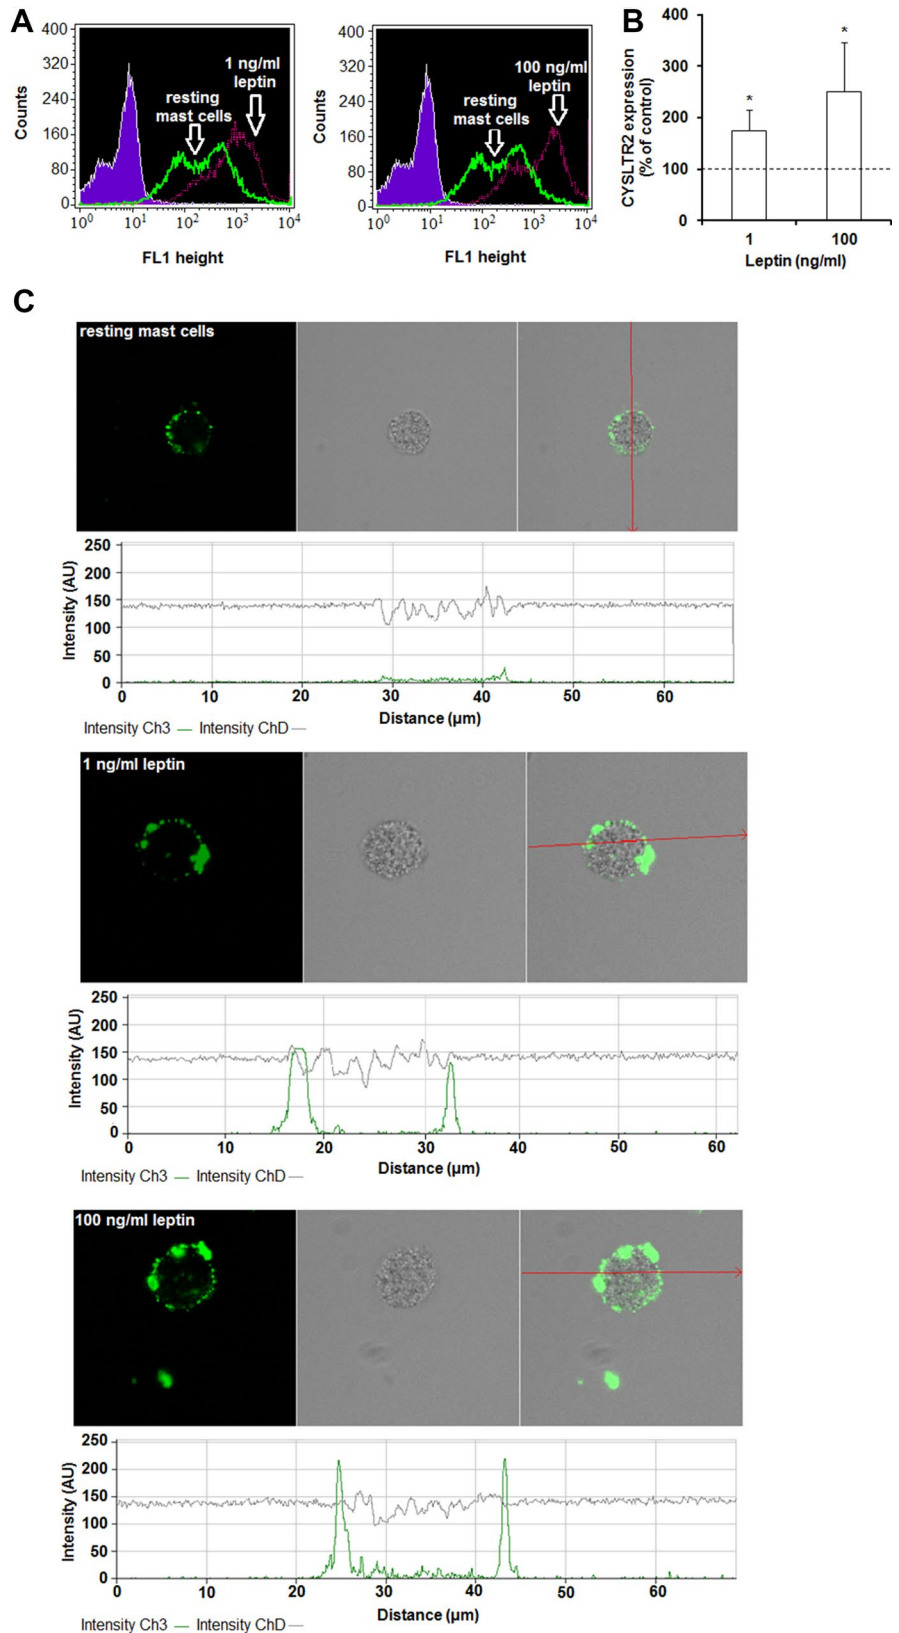 A
400
320
240
160
80
0
Counts
resting
mast cells
1 ng/ml
leptin
10⁰ 10¹ 10² 10³ 10⁴
FL1 height
400
320
240
160
80
0
Counts
resting
mast cells
100 ng/ml
leptin
10⁰ 10¹ 10² 10³ 10⁴
FL1 height
B
400
300
200
100
0
CYSLTR2 expression
(% of control)
*
*
1 100
Leptin (ng/ml)
C
resting mast cells
250
200
150
100
50
0
Intensity (AU)
0 10 20 30 40 50 60
Distance (µm)
Intensity Ch3 — Intensity ChD —
1 ng/ml leptin
250
200
150
100
50
0
Intensity (AU)
0 10 20 30 40 50 60
Distance (µm)
Intensity Ch3 — Intensity ChD —
100 ng/ml leptin
250
200
150
100
50
0
Intensity (AU)
0 10 20 30 40 50 60
Distance (µm)
Intensity Ch3 — Intensity ChD —